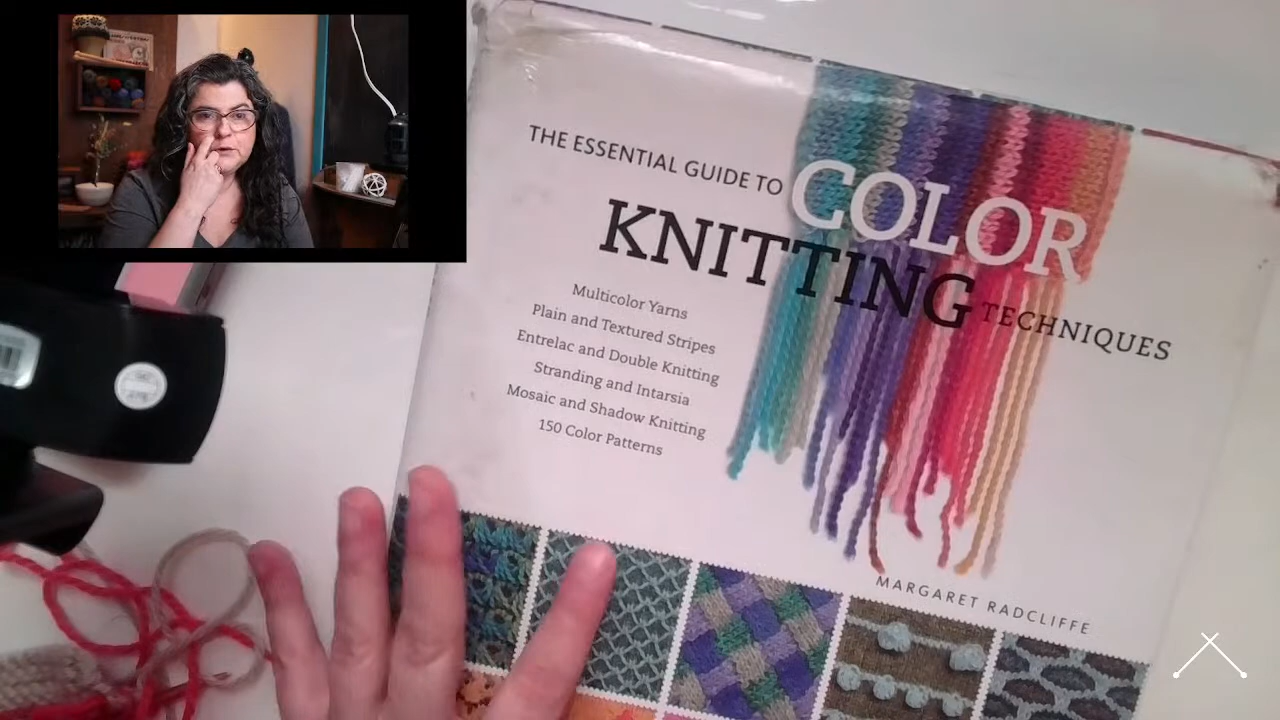 THE ESSENTIAL GUIDE TO COLOR
KNITTING TECHNIQUES
Multicolor Yarns
Plain and Textured Stripes
Entrelac and Double Knitting
Stranding and Intarsia
Mosaic and Shadow Knitting
150 Color Patterns
MARGARET RADCLIFFE